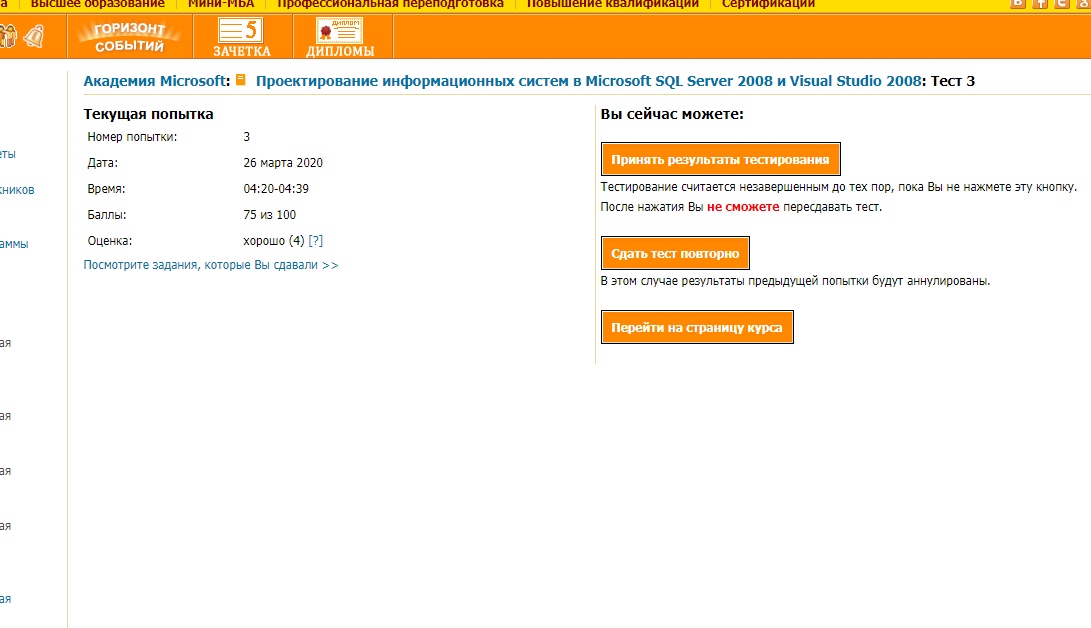 а Высшее образование Мини-МБА Профессиональная переподготовка Повышение квалификации Сертификации
ГОРИЗОНТ
СОБЫТИЙ
5
ЗАЧЕТКА
ДИПЛОМ
ДИПЛОМЫ
Академия Microsoft: Проектирование информационных систем в Microsoft SQL Server 2008 и Visual Studio 2008: Тест 3
Текущая попытка
Номер попытки: 3
Дата: 26 марта 2020
Время: 04:20-04:39
Баллы: 75 из 100
Оценка: хорошо (4) [?]
Посмотрите задания, которые Вы сдавали >>
Вы сейчас можете:
Принять результаты тестирования
Тестирование считается незавершенным до тех пор, пока Вы не нажмете эту кнопку.
После нажатия Вы не сможете пересдавать тест.
Сдать тест повторно
В этом случае результаты предыдущей попытки будут аннулированы.
Перейти на страницу курса
еты
жников
аммы
ая
ая
ая
ая
ая